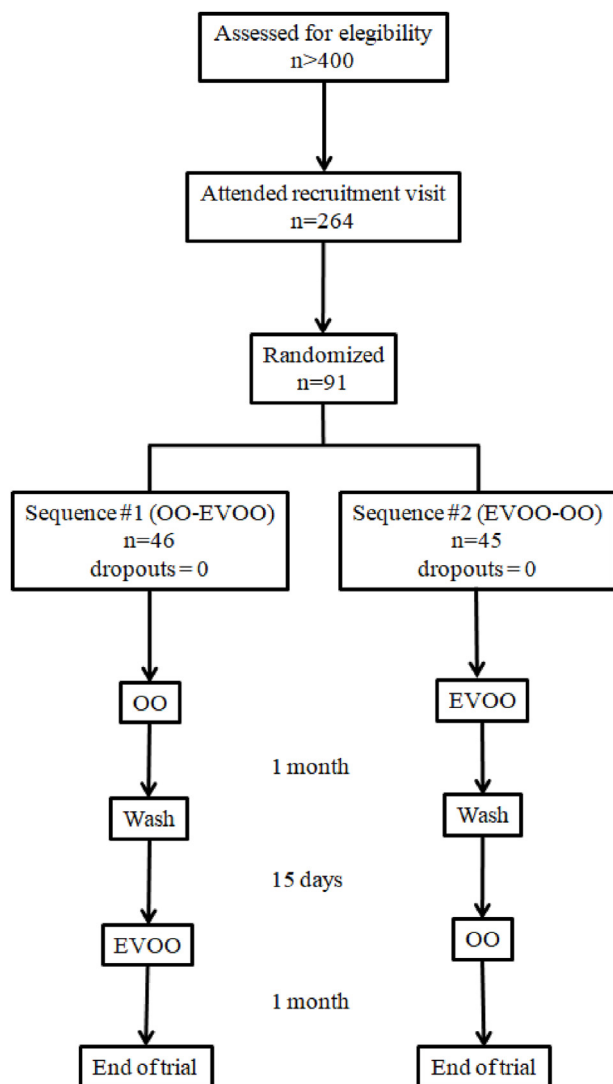 Assessed for elegibility
n>400
Attended recruitment visit
n=264
Randomized
n=91
Sequence #1 (OO-EVOO)
n=46
dropouts = 0
Sequence #2 (EVOO-OO)
n=45
dropouts = 0
OO
EVOO
1 month
Wash
Wash
15 days
EVOO
OO
1 month
End of trial
End of trial